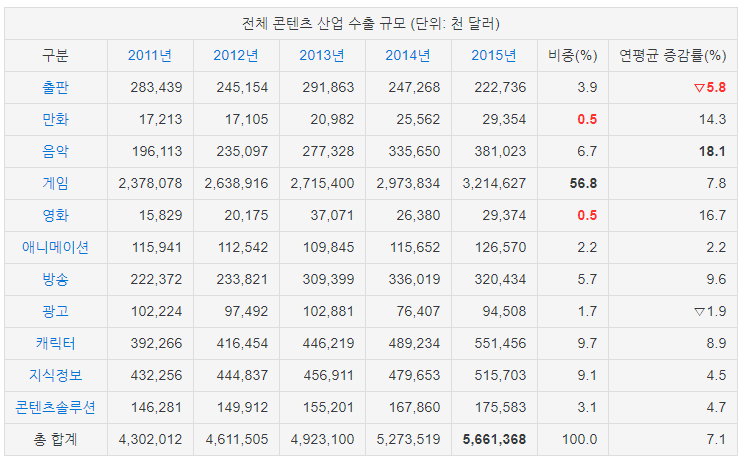 전체 콘텐츠 산업 수출 규모 (단위: 천 달러)
구분 2011년 2012년 2013년 2014년 2015년 비중(%) 연평균 증감률(%)
출판 283,439 245,154 291,863 247,268 222,736 3.9 ▽5.8
만화 17,213 17,105 20,982 25,562 29,354 0.5 14.3
음악 196,113 235,097 277,328 335,650 381,023 6.7 18.1
게임 2,378,078 2,638,916 2,715,400 2,973,834 3,214,627 56.8 7.8
영화 15,829 20,175 37,071 26,380 29,374 0.5 16.7
애니메이션 115,941 112,542 109,845 115,652 126,570 2.2 2.2
방송 222,372 233,821 309,399 336,019 320,434 5.7 9.6
광고 102,224 97,492 102,881 76,407 94,508 1.7 ▽1.9
캐릭터 392,266 416,454 446,219 489,234 551,456 9.7 8.9
지식정보 432,256 444,837 456,911 479,653 515,703 9.1 4.5
콘텐츠솔루션 146,281 149,912 155,201 167,860 175,583 3.1 4.7
총 합계 4,302,012 4,611,505 4,923,100 5,273,519 5,661,368 100.0 7.1